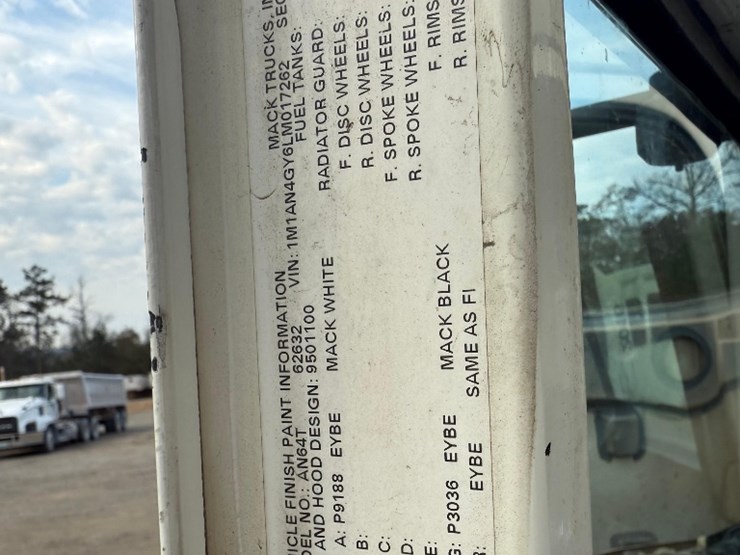 MACK TRUCKS, IN
ICLE FINISH PAINT INFORMATION
DEL NO.: AN64T 62632 VIN: 1M1AN4GY6LM017262 SEC
AND HOOD DESIGN: 9501100 FUEL TANKS:
A: P9188 EYBE MACK WHITE RADIATOR GUARD:
B: F. DISC WHEELS:
C: R. DISC WHEELS:
D: F. SPOKE WHEELS:
E: R. SPOKE WHEELS:
G: P3036 EYBE MACK BLACK F. RIMS
EYBE SAME AS FI R. RIMS